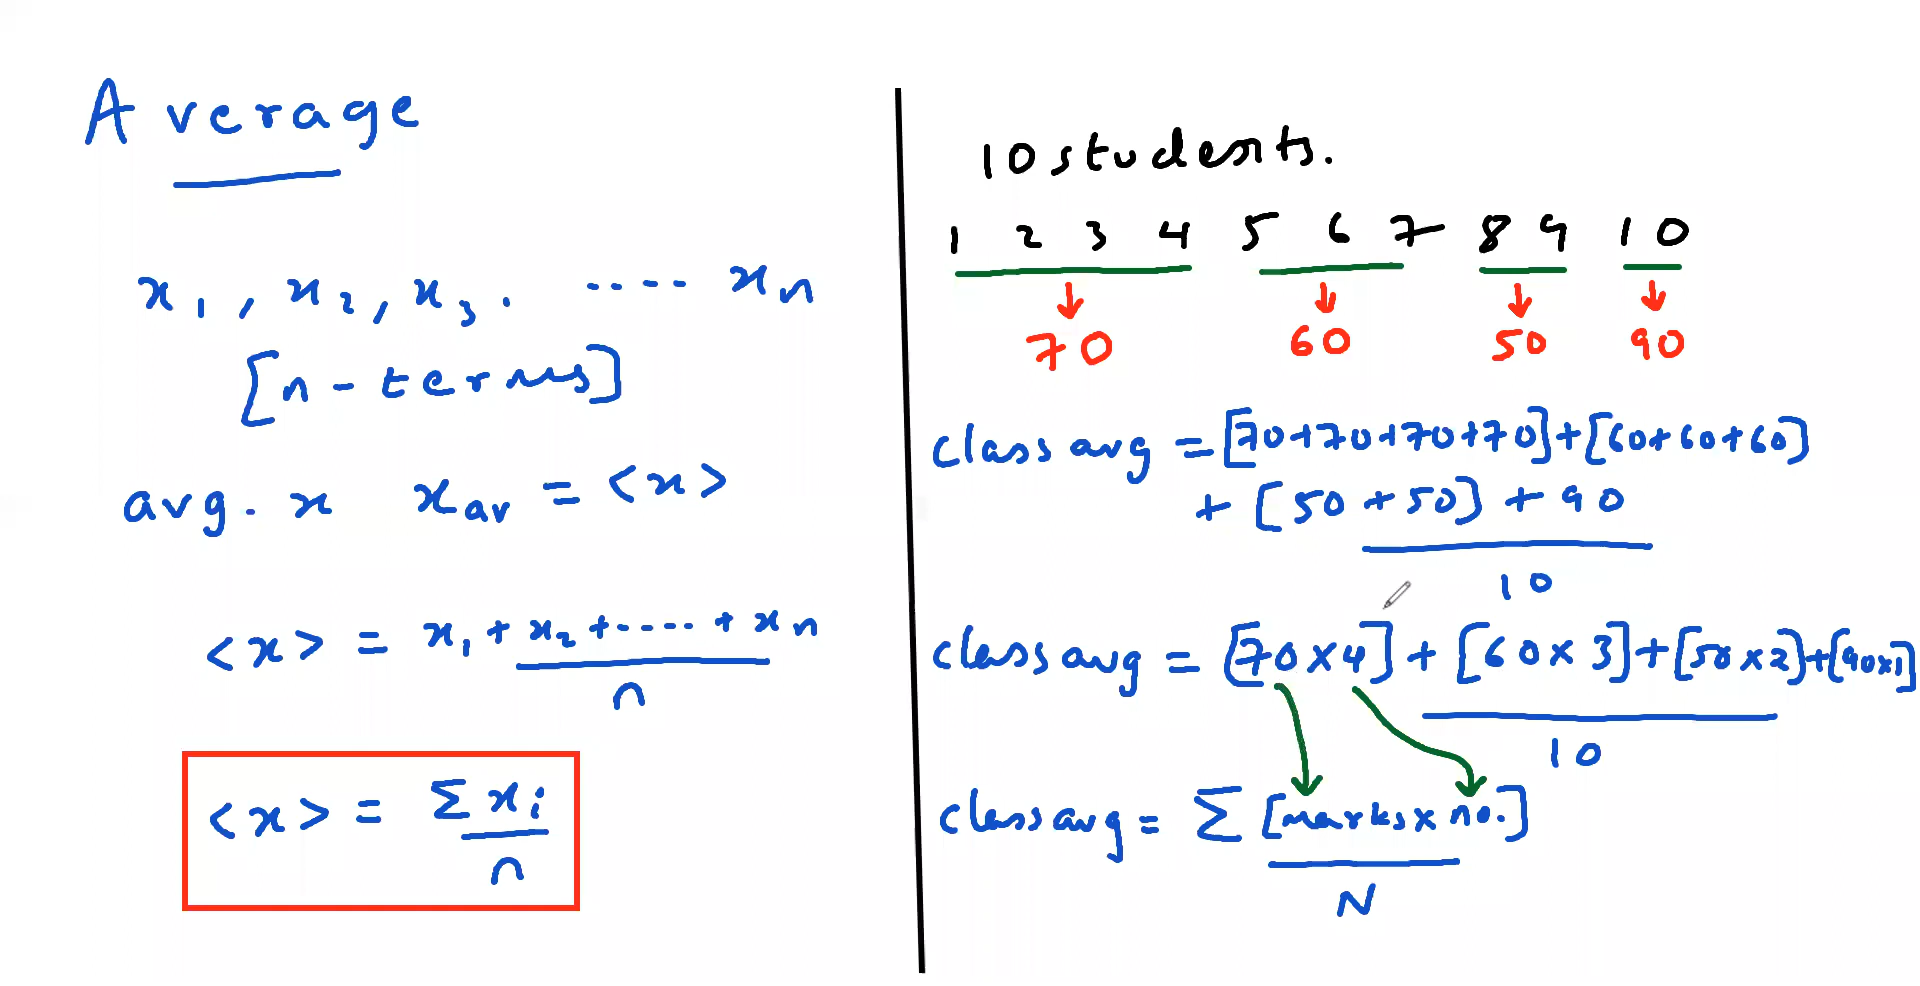 Average
x₁, x₂, x₃. .... xₙ
[n-terms]
avg. x xₐᵥ = <x>
<x> = x₁ + x₂ + .... + xₙ
n
<x> = Σ xᵢ
n
10 students.
1 2 3 4 5 6 7 8 9 10
70 60 50 90
class avg = [70+70+70+70]+[60+60+60]
+ [50+50] + 90
10
class avg = [70×4] + [60×3]+[50×2]+[90×1]
10
class avg = Σ [marks × no.]
N